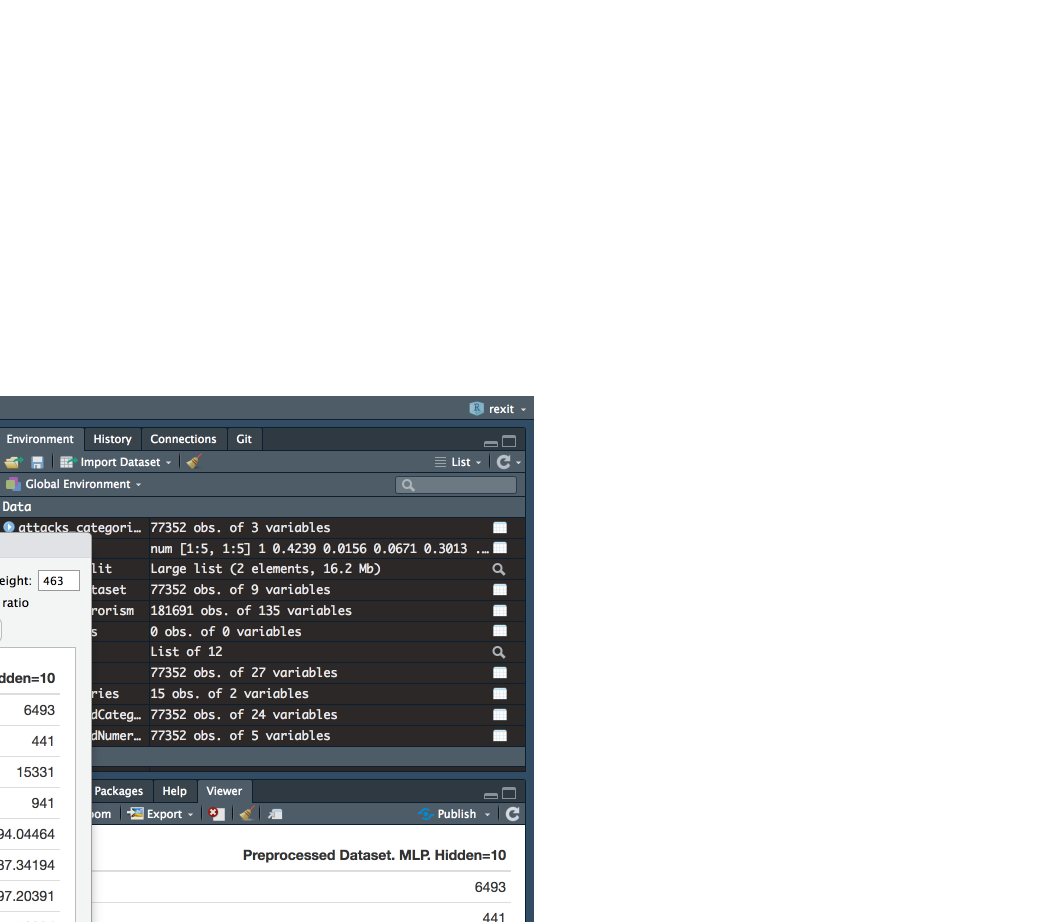 rexit
Environment History Connections Git
Import Dataset List
Global Environment
Data
attacks_categori… 77352 obs. of 3 variables
num [1:5, 1:5] 1 0.4239 0.0156 0.0671 0.3013 ...
lit Large list (2 elements, 16.2 Mb)
taset 77352 obs. of 9 variables
rorism 181691 obs. of 135 variables
s 0 obs. of 0 variables
List of 12
77352 obs. of 27 variables
ries 15 obs. of 2 variables
dCateg… 77352 obs. of 24 variables
dNumer… 77352 obs. of 5 variables
eight: 463
ratio
dden=10
6493
441
15331
941
94.04464
37.34194
97.20391
Packages Help Viewer
oom Export Publish
Preprocessed Dataset. MLP. Hidden=10
6493
441